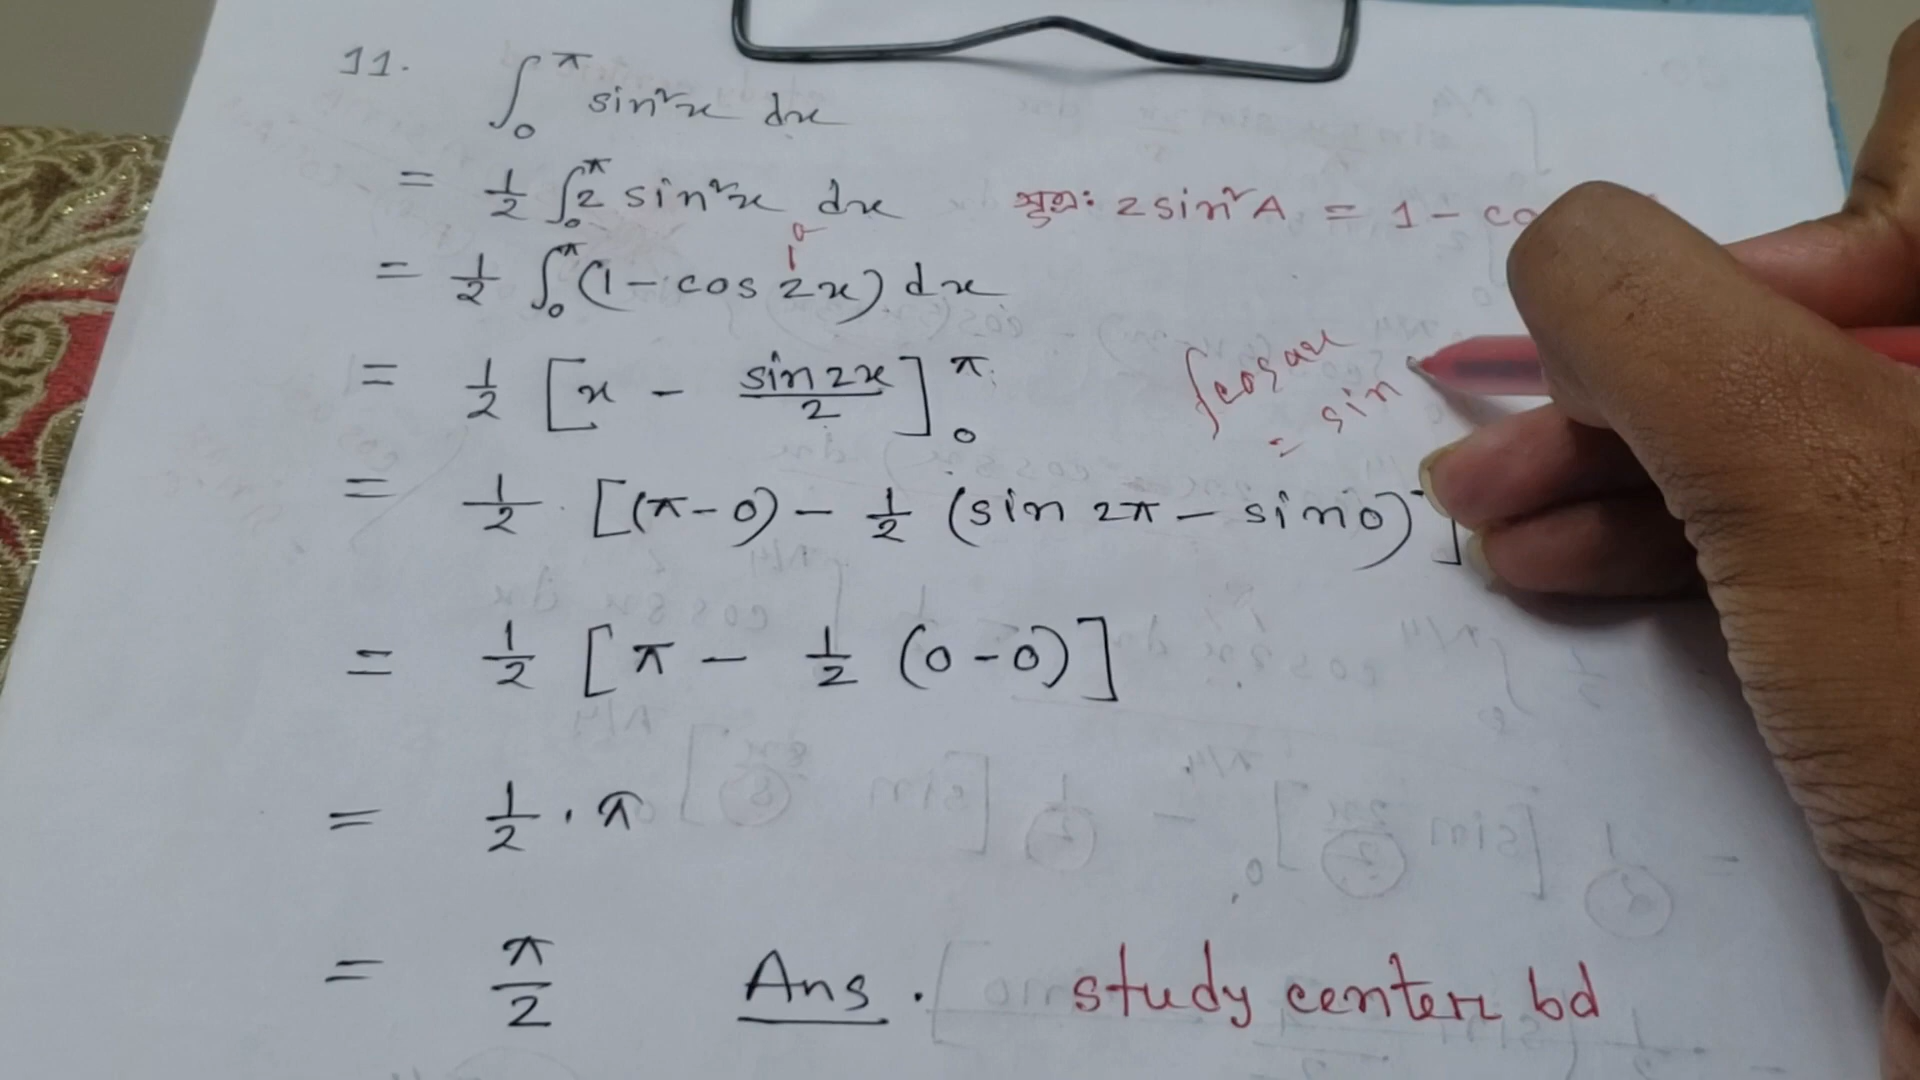 11. ∫₀^π sin²x dx
= 1/2 ∫₀^π 2 sin²x dx সূত্র: 2 sin²A = 1 - co
a
= 1/2 ∫₀^π (1 - cos 2x) dx
= 1/2 [x - sin 2x/2]₀^π
∫cos ax
= sin
= 1/2 . [(π-0) - 1/2 (sin 2π - sin 0)]
= 1/2 [π - 1/2 (0-0)]
= 1/2 . π
= π/2 Ans . study center bd